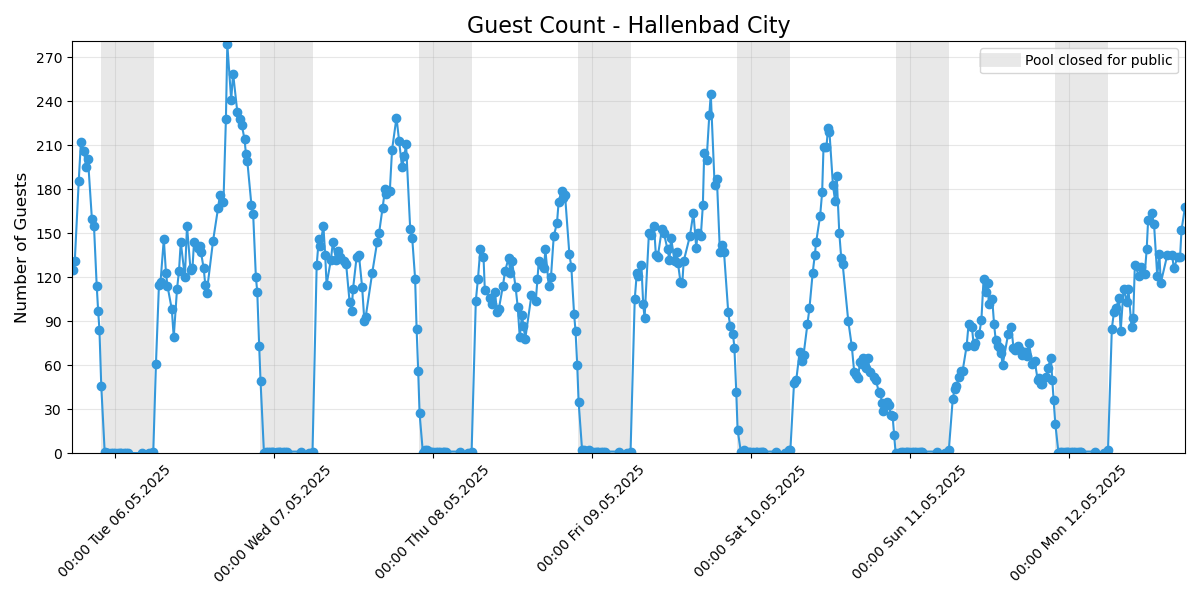 Guest Count - Hallenbad City
Pool closed for public
Number of Guests
270
240
210
180
150
120
90
60
30
0
00:00 Tue 06.05.2025
00:00 Wed 07.05.2025
00:00 Thu 08.05.2025
00:00 Fri 09.05.2025
00:00 Sat 10.05.2025
00:00 Sun 11.05.2025
00:00 Mon 12.05.2025